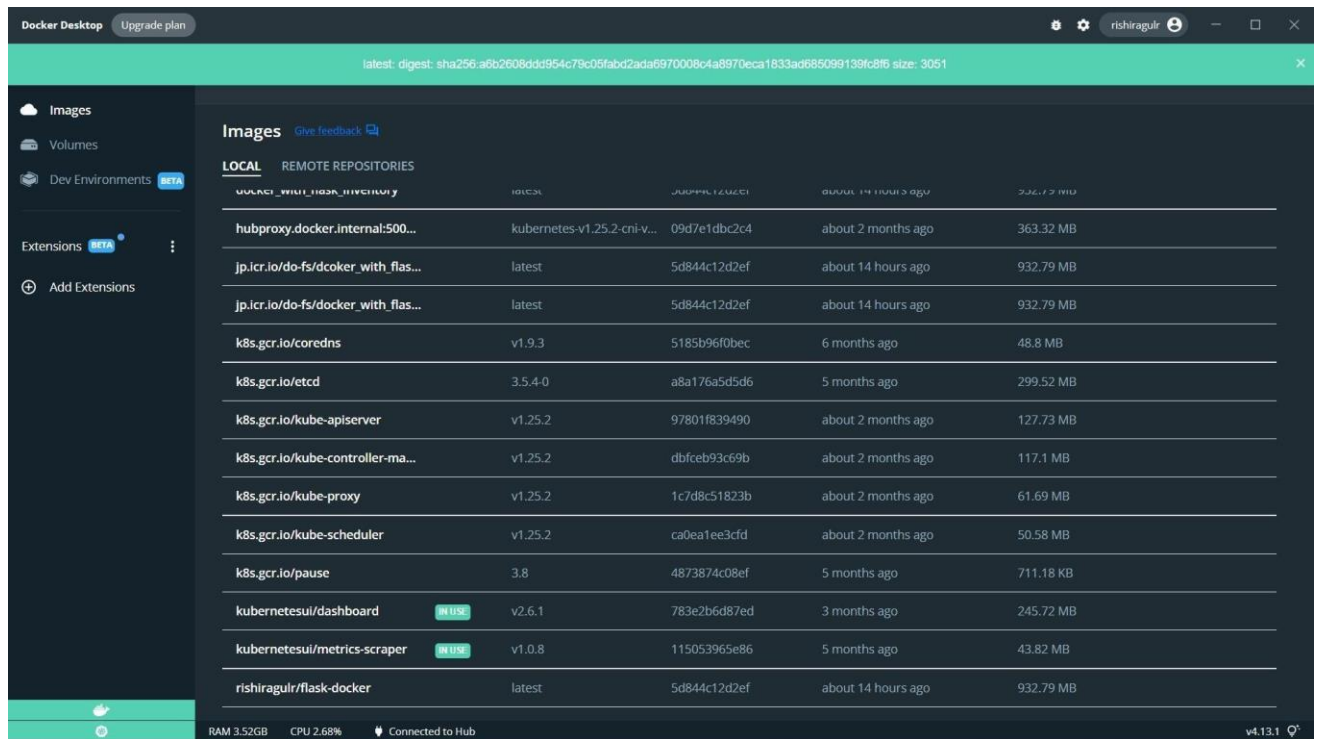 Docker Desktop Upgrade plan rishiragulr
latest: digest: sha256:a6b2608ddd954c79c05fabd2ada6970008c4a8970eca1833ad685099139fc8f6 size: 3051
Images
Volumes
Dev Environments BETA
Extensions BETA
Add Extensions
Images Give feedback
LOCAL REMOTE REPOSITORIES
docker_with_flask_inventory latest 5d844c12d2ef about 14 hours ago 932.79 MB
hubproxy.docker.internal:500... kubernetes-v1.25.2-cni-v... 09d7e1dbc2c4 about 2 months ago 363.32 MB
jp.icr.io/do-fs/dcoker_with_flas... latest 5d844c12d2ef about 14 hours ago 932.79 MB
jp.icr.io/do-fs/docker_with_flas... latest 5d844c12d2ef about 14 hours ago 932.79 MB
k8s.gcr.io/coredns v1.9.3 5185b96f0bec 6 months ago 48.8 MB
k8s.gcr.io/etcd 3.5.4-0 a8a176a5d5d6 5 months ago 299.52 MB
k8s.gcr.io/kube-apiserver v1.25.2 97801f839490 about 2 months ago 127.73 MB
k8s.gcr.io/kube-controller-ma... v1.25.2 dbfceb93c69b about 2 months ago 117.1 MB
k8s.gcr.io/kube-proxy v1.25.2 1c7d8c51823b about 2 months ago 61.69 MB
k8s.gcr.io/kube-scheduler v1.25.2 ca0ea1ee3cfd about 2 months ago 50.58 MB
k8s.gcr.io/pause 3.8 4873874c08ef 5 months ago 711.18 KB
kubernetesui/dashboard IN USE v2.6.1 783e2b6d87ed 3 months ago 245.72 MB
kubernetesui/metrics-scraper IN USE v1.0.8 115053965e86 5 months ago 43.82 MB
rishiragulr/flask-docker latest 5d844c12d2ef about 14 hours ago 932.79 MB
RAM 3.52GB CPU 2.68% Connected to Hub v4.13.1